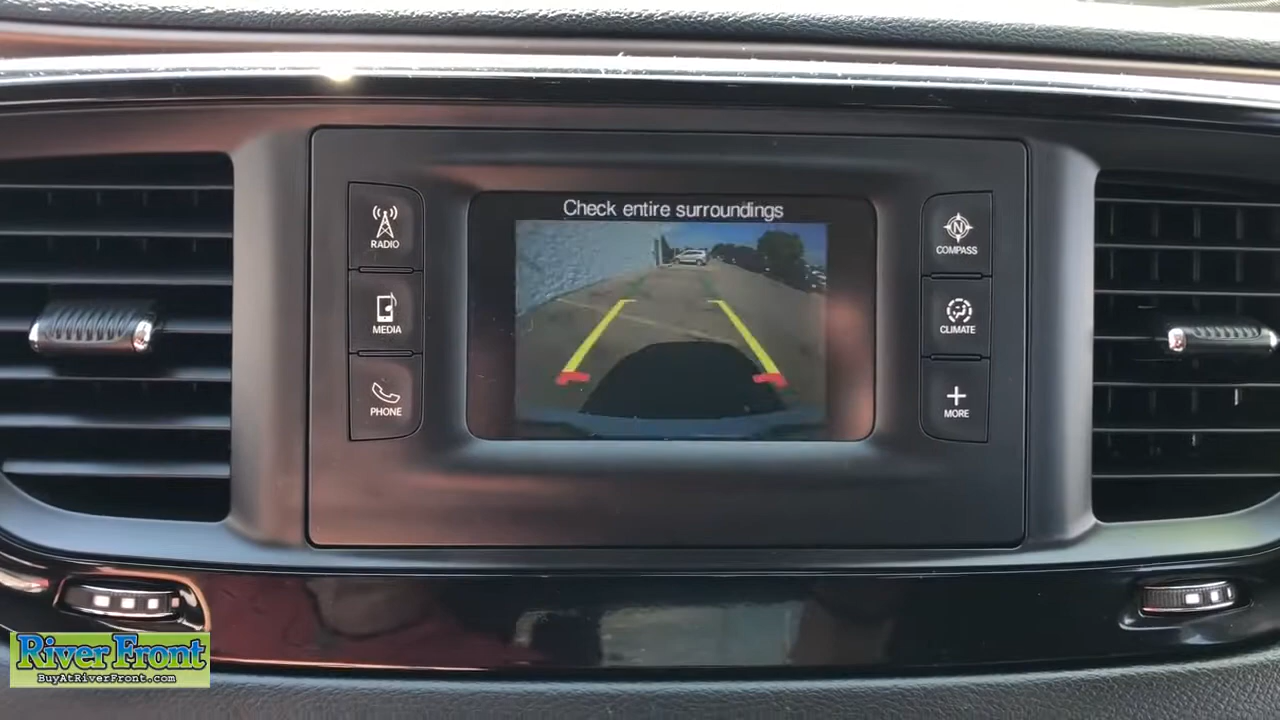 Check entire surroundings
RADIO
MEDIA
PHONE
N
COMPASS
CLIMATE
MORE
River Front
BuyAtRiverFront.com